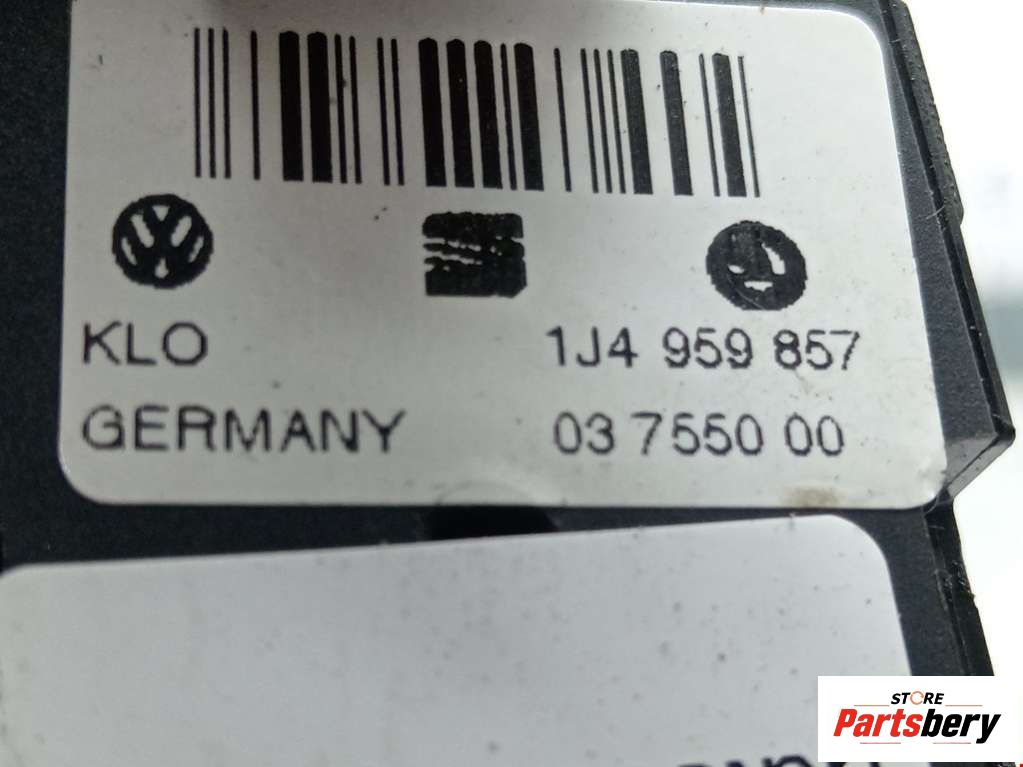 KLO
1J4 959 857
GERMANY
03 7550 00
STORE
Partsbery